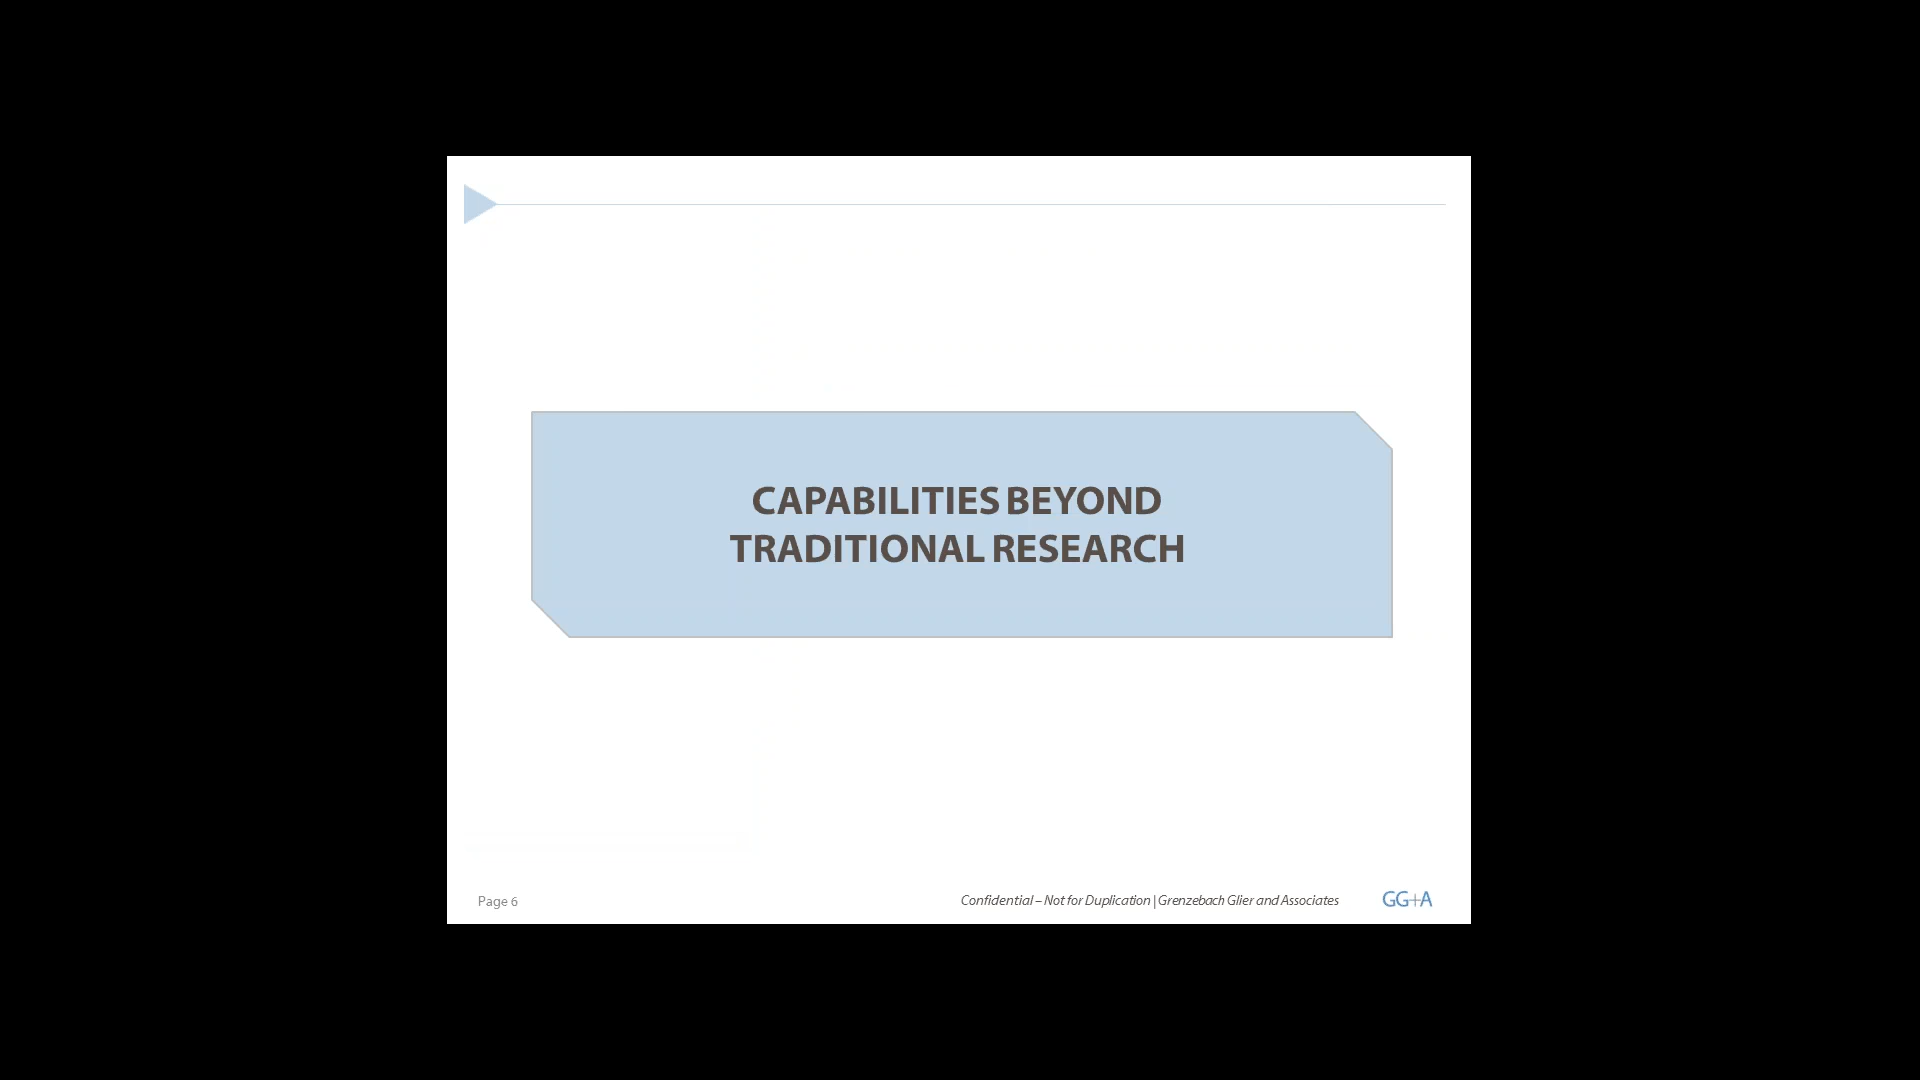 CAPABILITIES BEYOND
TRADITIONAL RESEARCH
Page 6
Confidential – Not for Duplication | Grenzebach Glier and Associates
GG+A